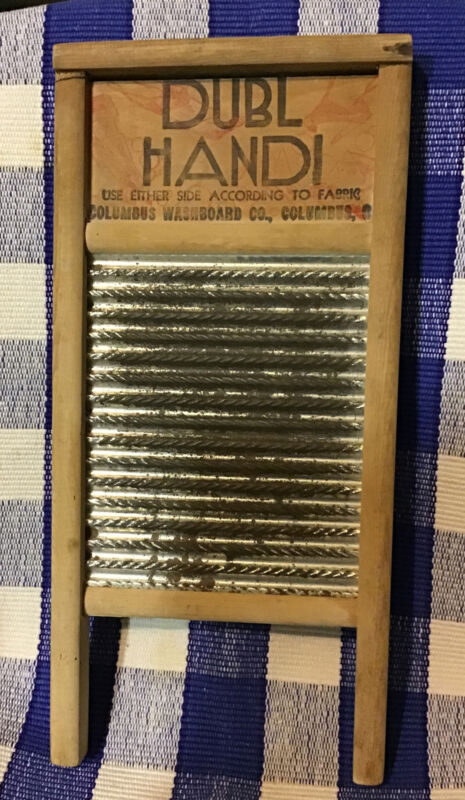 DUBL
HANDI
USE EITHER SIDE ACCORDING TO FABRIC
COLUMBUS WASHBOARD CO., COLUMBUS, O